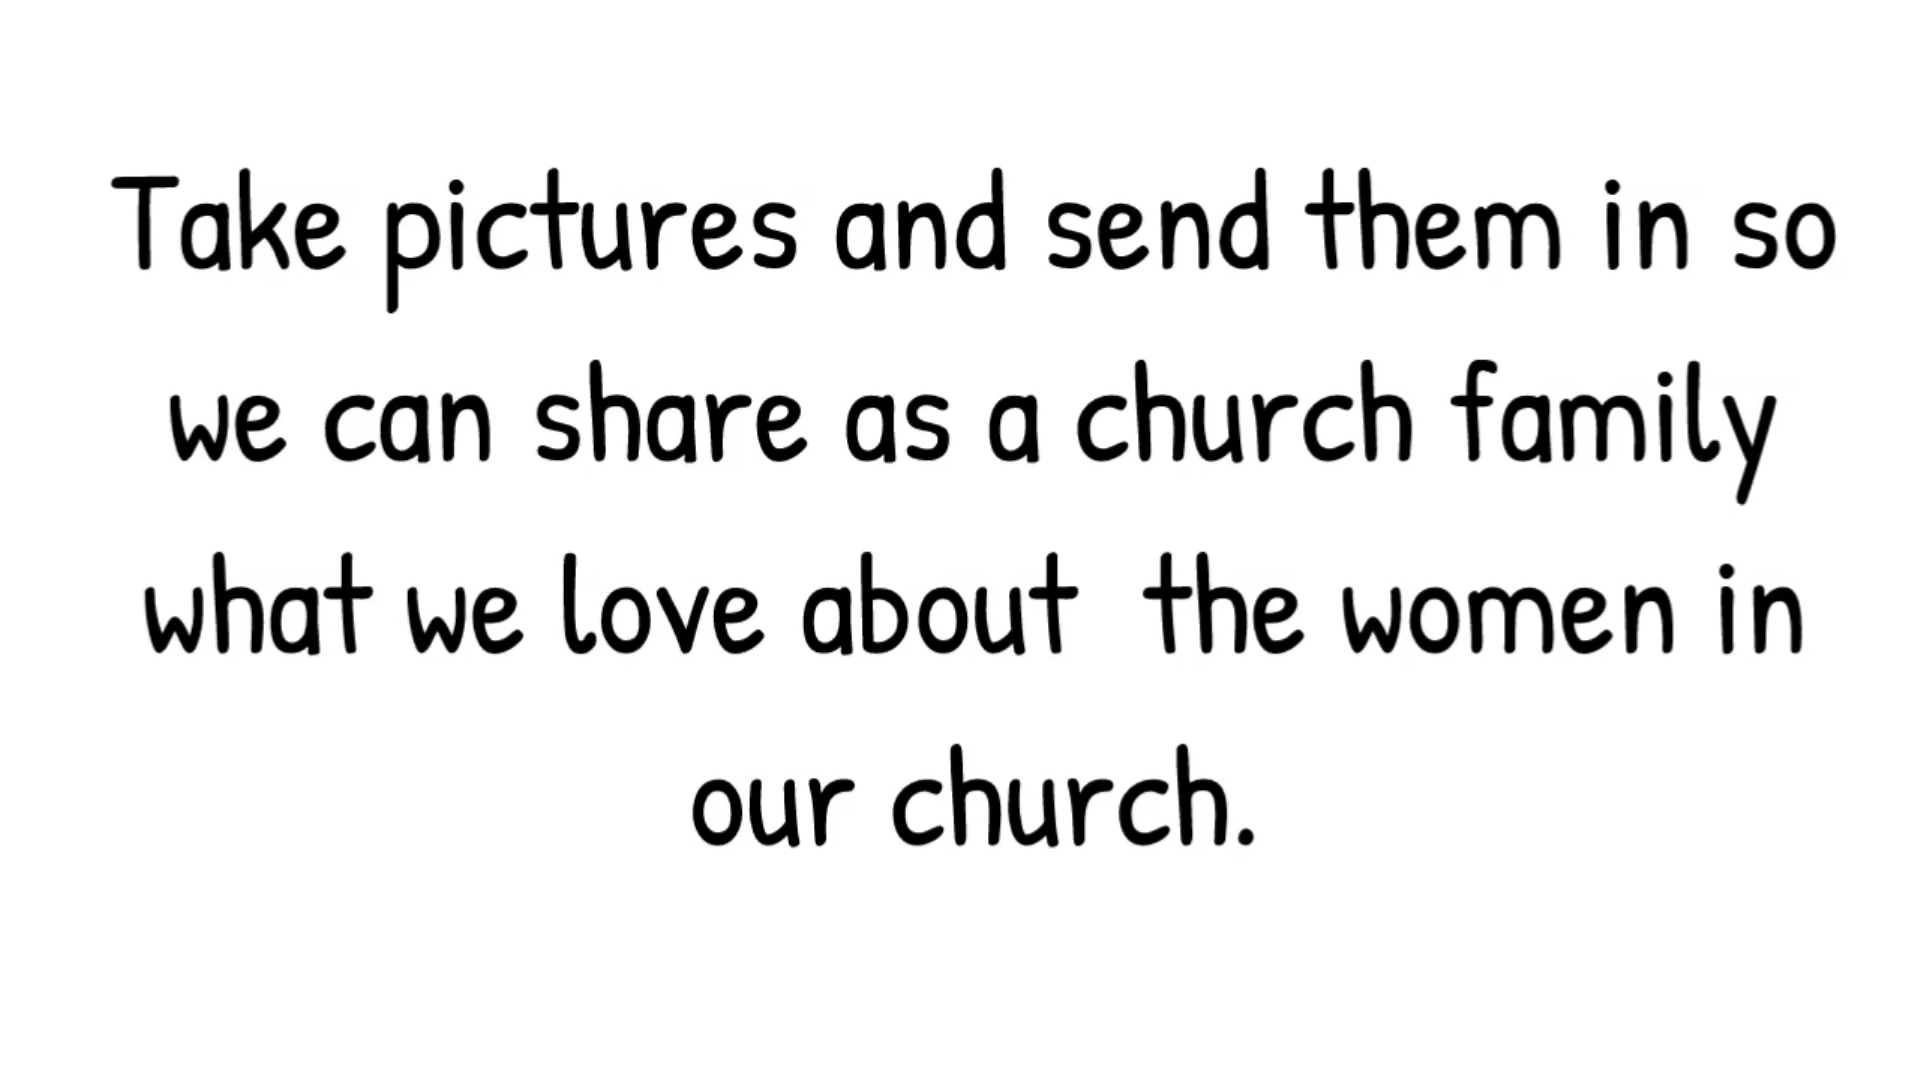 Take pictures and send them in so
we can share as a church family
what we love about  the women in
our church.